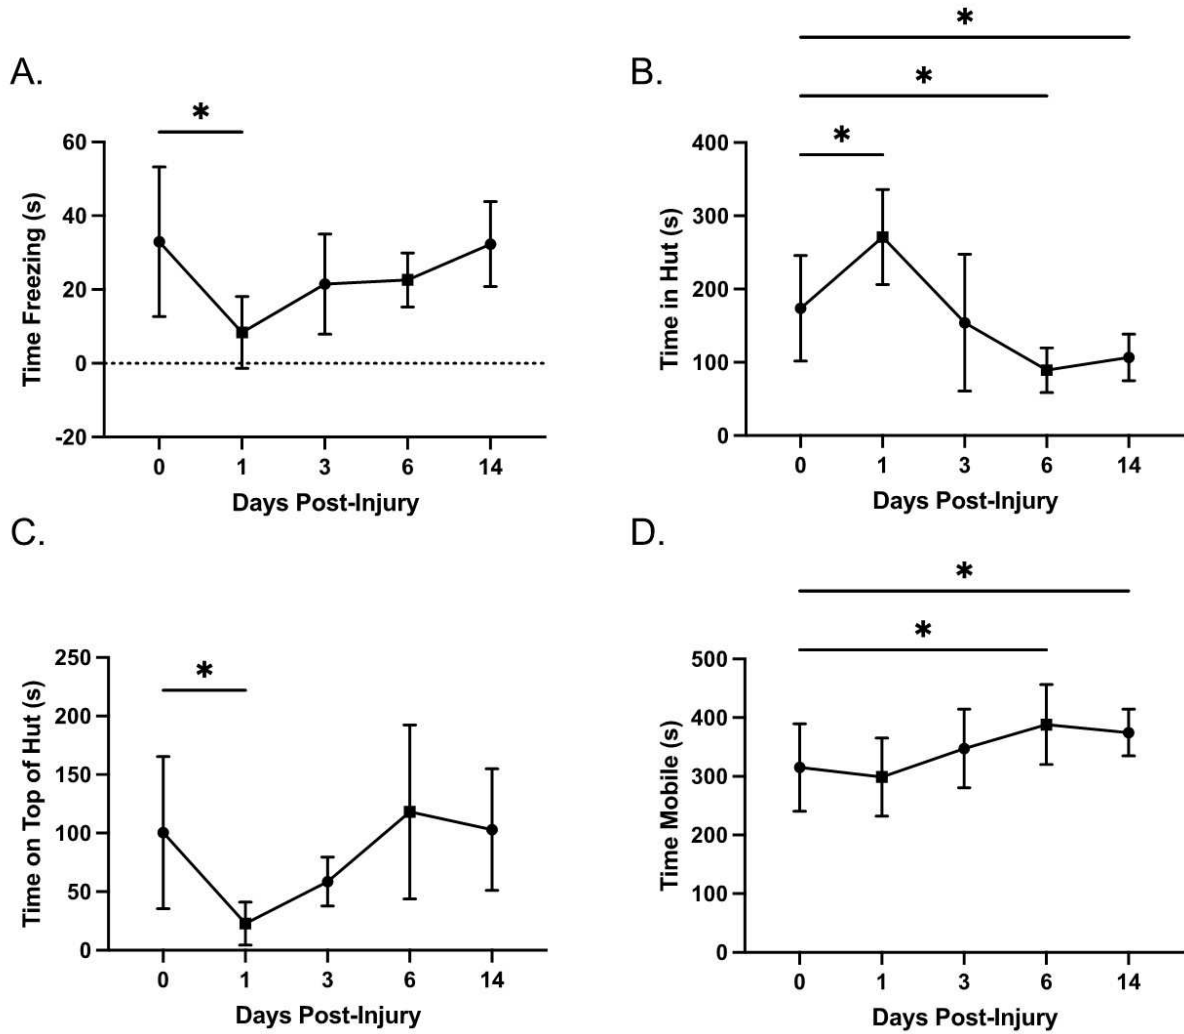 A.
*
60
40
20
0
-20
Time Freezing (s)
0 1 3 6 14
Days Post-Injury
B.
*
*
*
400
300
200
100
0
Time in Hut (s)
0 1 3 6 14
Days Post-Injury
C.
*
250
200
150
100
50
0
Time on Top of Hut (s)
0 1 3 6 14
Days Post-Injury
D.
*
*
500
400
300
200
100
0
Time Mobile (s)
0 1 3 6 14
Days Post-Injury